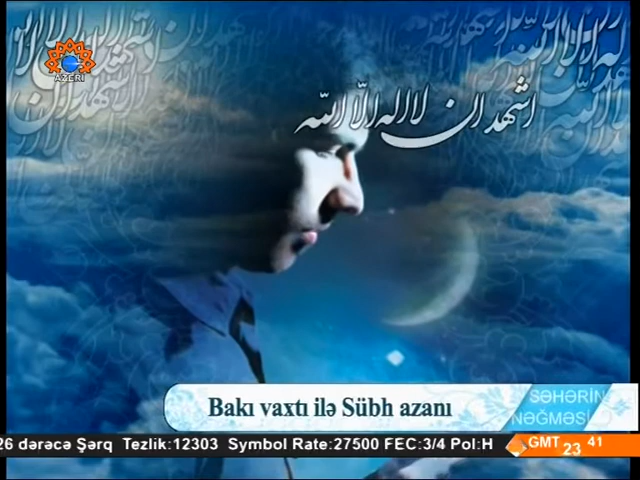 AZERI
اشهد ان لا اله الا الله
Bakı vaxtı ilə Sübh azanı
SƏHƏRİN
NƏĞMƏSİ
26 dərəcə Şərq Tezlik:12303 Symbol Rate:27500 FEC:3/4 Pol:H
GMT 23 41